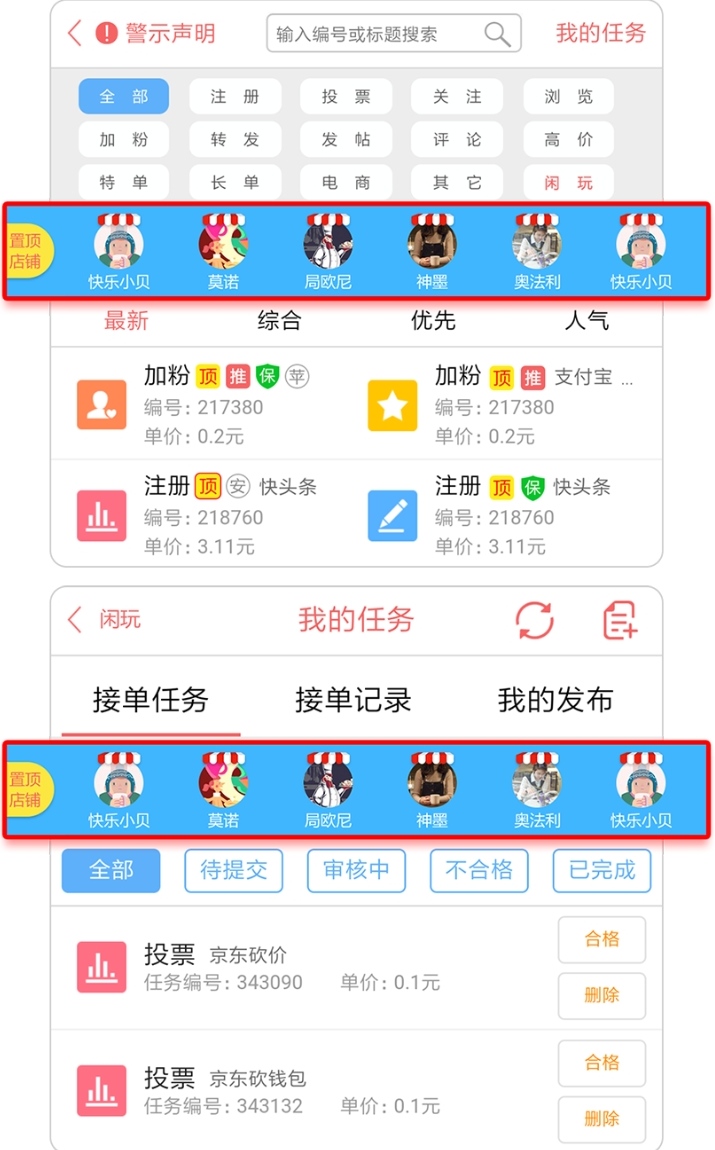 警示声明 输入编号或标题搜索 我的任务
全 部 注 册 投 票 关 注 浏 览
加 粉 转 发 发 帖 评 论 高 价
特 单 长 单 电 商 其 它 闲 玩
置顶
店铺
快乐小贝 莫诺 局欧尼 神墨 奥法利 快乐小贝
最新 综合 优先 人气
加粉 顶 推 保 苹 加粉 顶 推 支付宝 ...
编号: 217380 编号: 217380
单价: 0.2元 单价: 0.2元
注册 顶 安 快头条 注册 顶 保 快头条
编号: 218760 编号: 218760
单价: 3.11元 单价: 3.11元
闲玩 我的任务
接单任务 接单记录 我的发布
置顶
店铺
快乐小贝 莫诺 局欧尼 神墨 奥法利 快乐小贝
全部 待提交 审核中 不合格 已完成
投票 京东砍价 合格
任务编号: 343090 单价: 0.1元 删除
投票 京东砍钱包 合格
任务编号: 343132 单价: 0.1元 删除